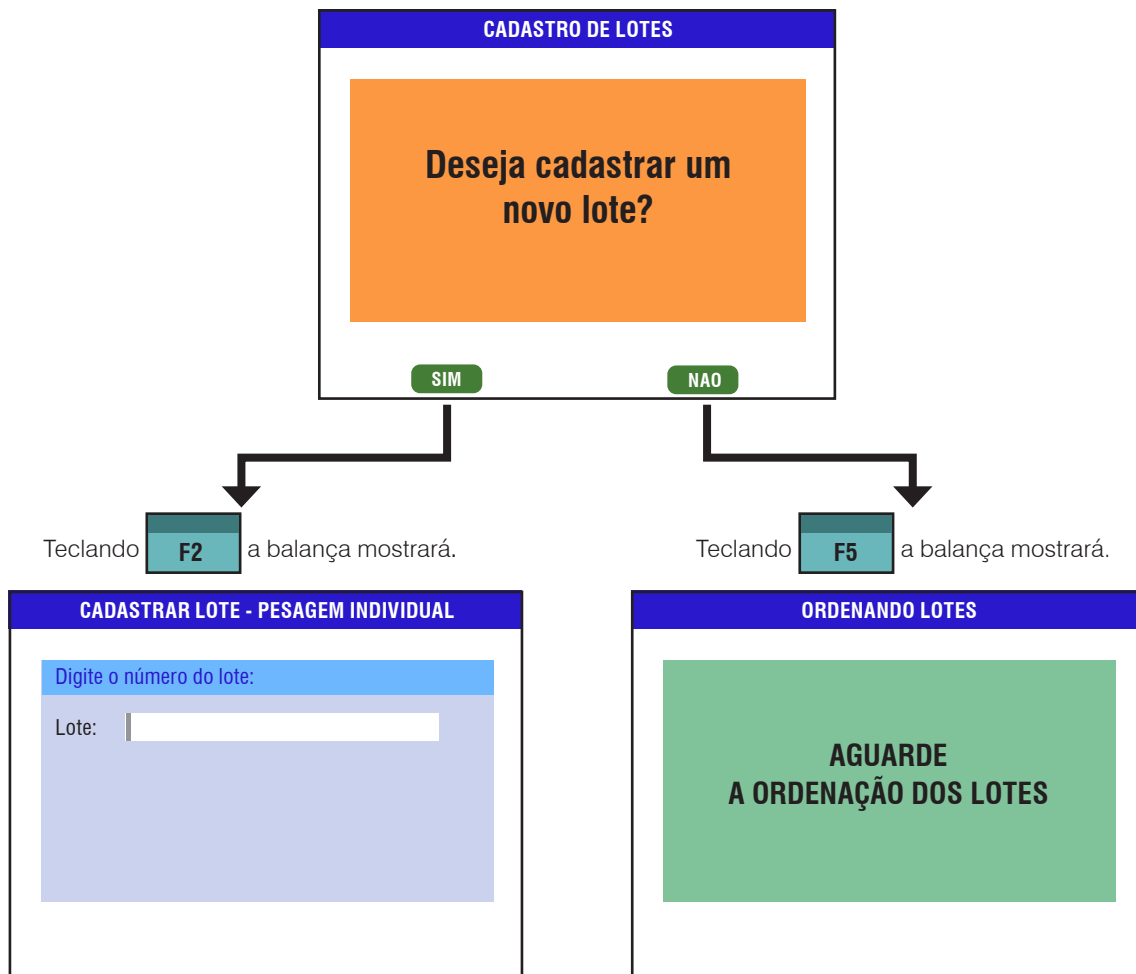 CADASTRO DE LOTES
Deseja cadastrar um
novo lote?
SIM
NAO
Teclando F2 a balança mostrará.
Teclando F5 a balança mostrará.
CADASTRAR LOTE - PESAGEM INDIVIDUAL
Digite o número do lote:
Lote:
ORDENANDO LOTES
AGUARDE
A ORDENAÇÃO DOS LOTES